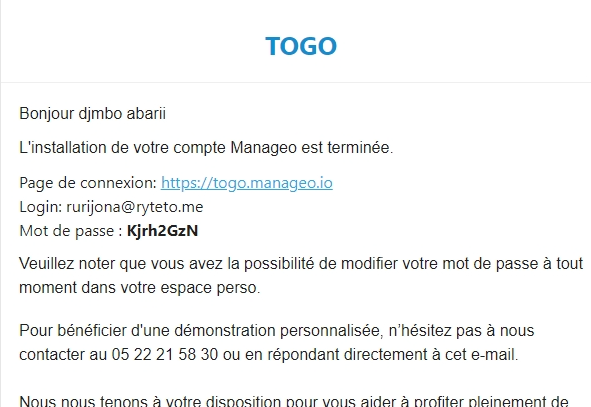 TOGO
Bonjour djmbo abarii
L'installation de votre compte Manageo est terminée.
Page de connexion: https://togo.manageo.io
Login: rurijona@ryteto.me
Mot de passe : Kjrh2GzN
Veuillez noter que vous avez la possibilité de modifier votre mot de passe à tout
moment dans votre espace perso.
Pour bénéficier d'une démonstration personnalisée, n’hésitez pas à nous
contacter au 05 22 21 58 30 ou en répondant directement à cet e-mail.
Nous nous tenons à votre disposition pour vous aider à profiter pleinement de